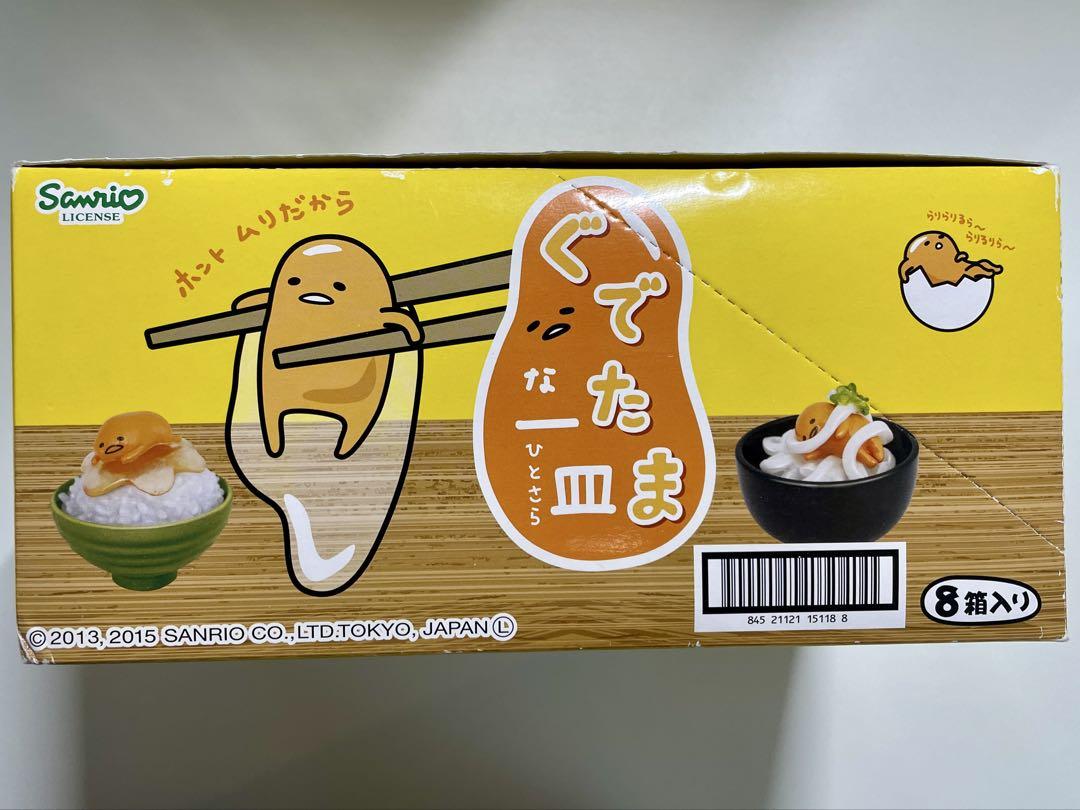 Sanrio
LICENSE
ホント ムリだから
ぐでたま
な一皿
ひとさら
らりらりるら〜
らりるりら〜
845 21121 15118 8
8箱入り
© 2013, 2015 SANRIO CO.,LTD.TOKYO, JAPAN Ⓛ